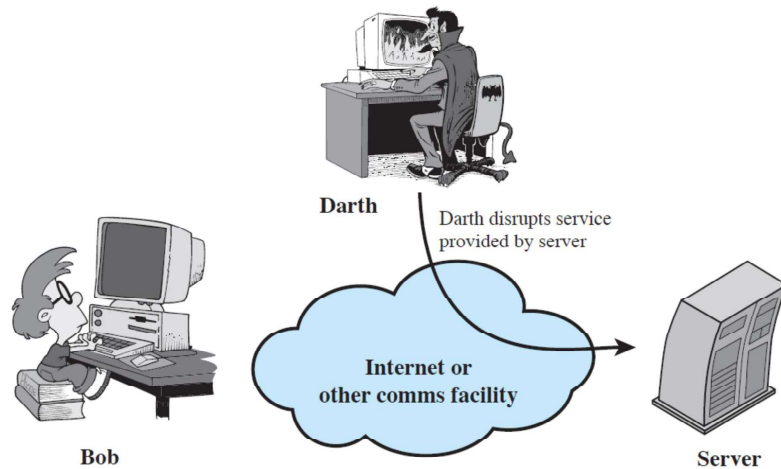 Darth
Darth disrupts service
provided by server
Internet or
other comms facility
Bob
Server